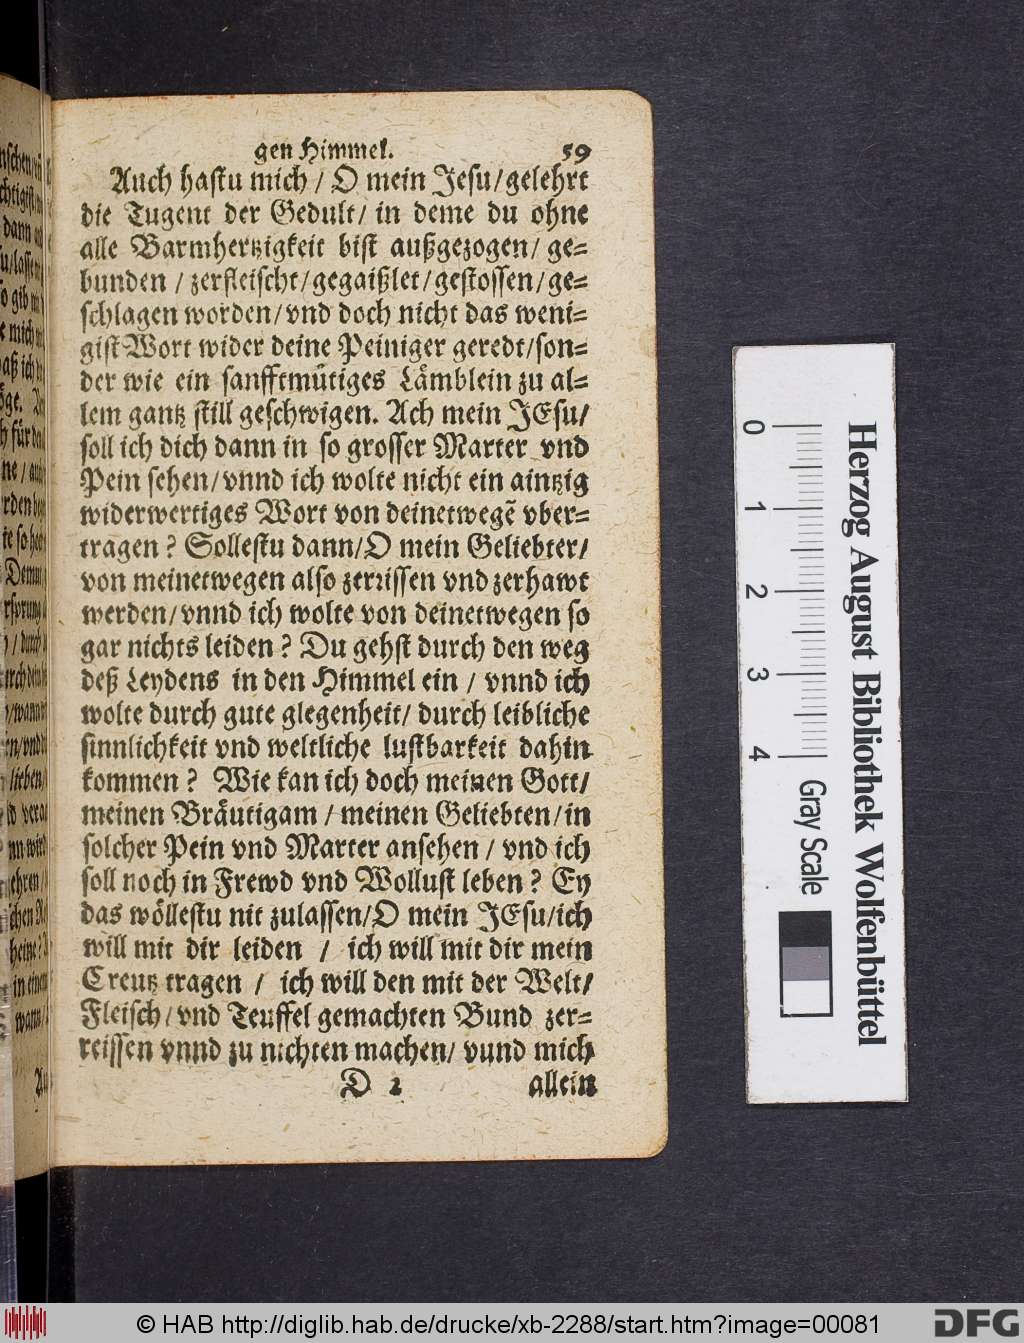 gen Himmel. 59
Auch hastu mich / O mein Jesu / gelehrt
die Tugent der Gedult / in deme du ohne
alle Barmhertzigkeit bist außgezogen / ge=
bunden / zerfleischt / gegaißlet / gestossen / ge=
schlagen worden / vnd doch nicht das weni=
gist Wort wider deine Peiniger geredt / son=
der wie ein sanfftmütiges Lämblein zu al=
lem gantz still geschwigen. Ach mein JEsu /
soll ich dich dann in so grosser Marter vnd
Pein sehen / vnnd ich wolte nicht ein aintzig
widerwertiges Wort von deinetwegẽ vber=
tragen ? Sollestu dann / O mein Geliebter /
von meinetwegen also zerrissen vnd zerhawt
werden / vnnd ich wolte von deinetwegen so
gar nichts leiden ? Du gehst durch den weg
deß Leydens in den Himmel ein / vnnd ich
wolte durch gute glegenheit / durch leibliche
sinnlichkeit vnd weltliche lustbarkeit dahin
kommen ? Wie kan ich doch meinen Gott /
meinen Bräutigam / meinen Geliebten / in
solcher Pein vnd Marter ansehen / vnd ich
soll noch in Frewd vnd Wollust leben ? Ey
das wöllestu nit zulassen / O mein JEsu / ich
will mit dir leiden / ich will mit dir mein
Creutz tragen / ich will den mit der Welt /
Fleisch / vnd Teuffel gemachten Bund zer=
reissen vnnd zu nichten machen / vund mich
D 2 allein
Herzog August Bibliothek Wolfenbüttel
0 1 2 3 4 Gray Scale
© HAB http://diglib.hab.de/drucke/xb-2288/start.htm?image=00081
DFG